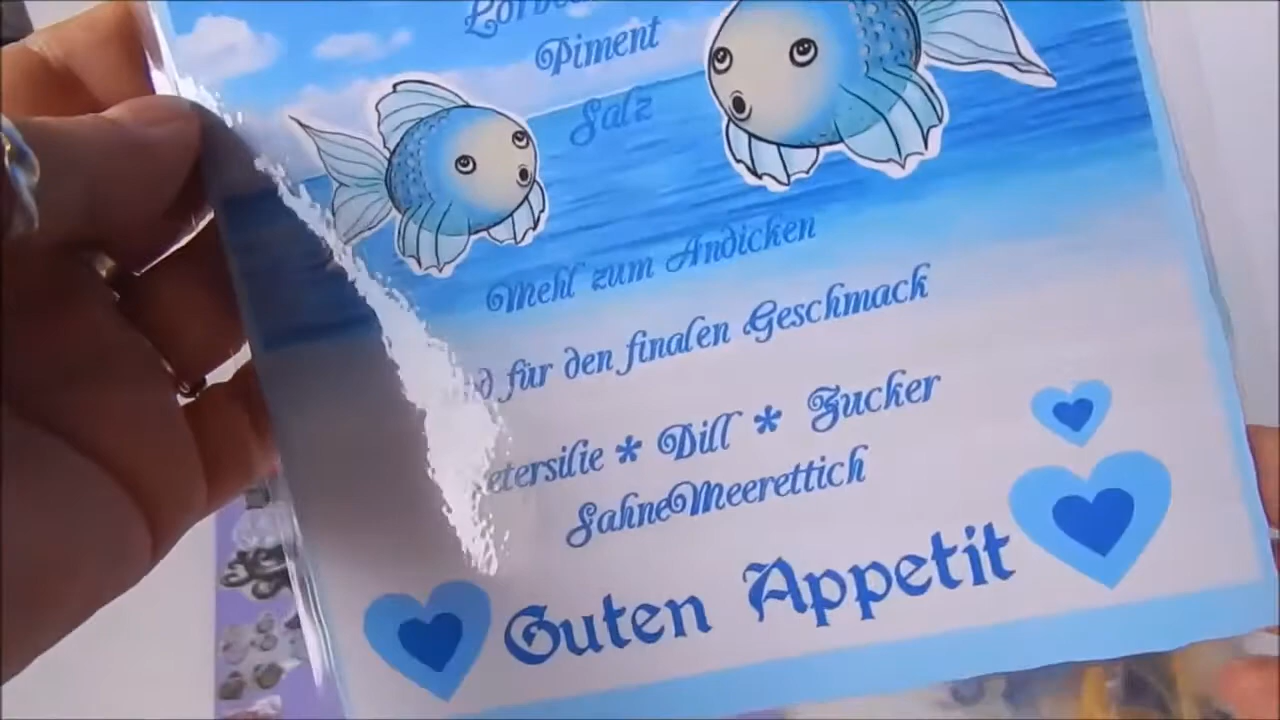 Piment
Salz
Mehl zum Andicken
für den finalen Geschmack
etersilie * Dill * Zucker
SahneMeerettich
Guten Appetit